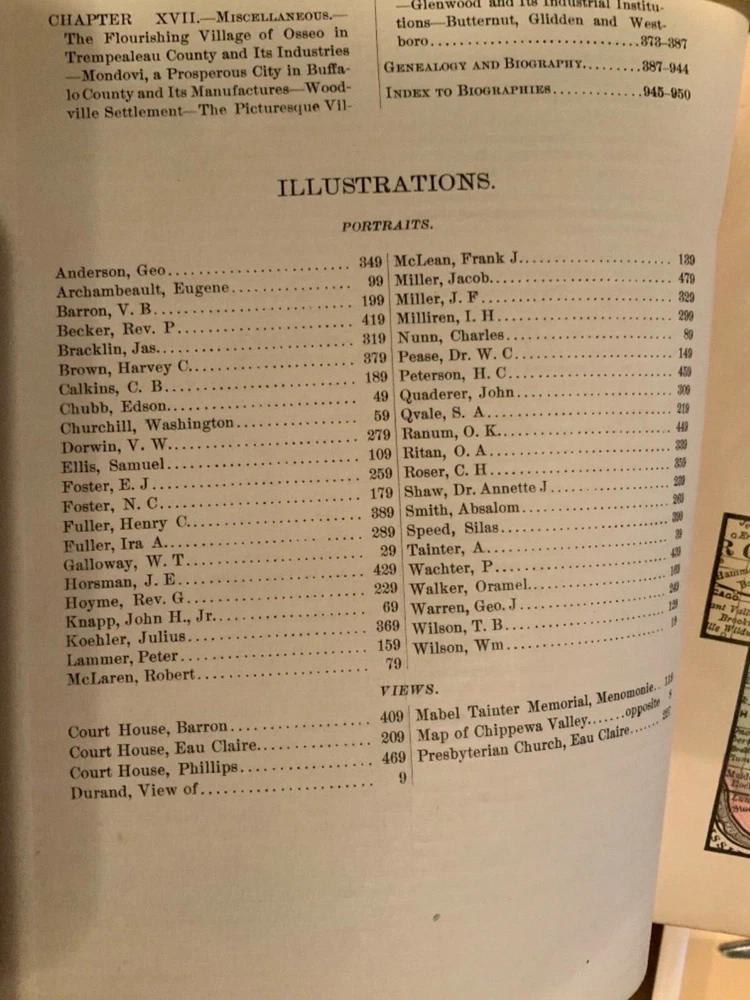 CHAPTER XVII.—Miscellaneous.—
The Flourishing Village of Osseo in
Trempealeau County and Its Industries
—Mondovi, a Prosperous City in Buffa-
lo County and Its Manufactures—Wood-
ville Settlement—The Picturesque Vil-
—Glenwood and Its Industrial Institu-
tions—Butternut, Glidden and West-
boro..............................373-387
Genealogy and Biography.........387-944
Index to Biographies.............945-950
ILLUSTRATIONS.
PORTRAITS.
Anderson, Geo........................ 349
Archambeault, Eugene............... 99
Barron, V. B......................... 199
Becker, Rev. P....................... 419
Bracklin, Jas......................... 319
Brown, Harvey C..................... 379
Calkins, C. B......................... 189
Chubb, Edson........................ 49
Churchill, Washington............... 59
Dorwin, V. W........................ 279
Ellis, Samuel......................... 109
Foster, E. J.......................... 259
Foster, N. C.......................... 179
Fuller, Henry C...................... 389
Fuller, Ira A.......................... 289
Galloway, W. T...................... 29
Horsman, J. E........................ 429
Hoyme, Rev. G....................... 229
Knapp, John H., Jr................... 69
Koehler, Julius....................... 369
Lammer, Peter....................... 159
McLaren, Robert..................... 79
McLean, Frank J..................... 139
Miller, Jacob......................... 479
Miller, J. F........................... 329
Milliren, I. H......................... 299
Nunn, Charles........................ 89
Pease, Dr. W. C...................... 149
Peterson, H. C....................... 459
Quaderer, John....................... 309
Qvale, S. A........................... 219
Ranum, O. K......................... 449
Ritan, O. A........................... 339
Roser, C. H........................... 359
Shaw, Dr. Annette J.................. 239
Smith, Absalom...................... 269
Speed, Silas.......................... 399
Tainter, A............................ 39
Wachter, P........................... 439
Walker, Oramel...................... 169
Warren, Geo. J....................... 249
Wilson, T. B.......................... 129
Wilson, Wm.......................... 19
VIEWS.
Court House, Barron.................. 409
Court House, Eau Claire.............. 209
Court House, Phillips................. 469
Durand, View of...................... 9
Mabel Tainter Memorial, Menomonie.. 119
Map of Chippewa Valley.......opposite 8
Presbyterian Church, Eau Claire......